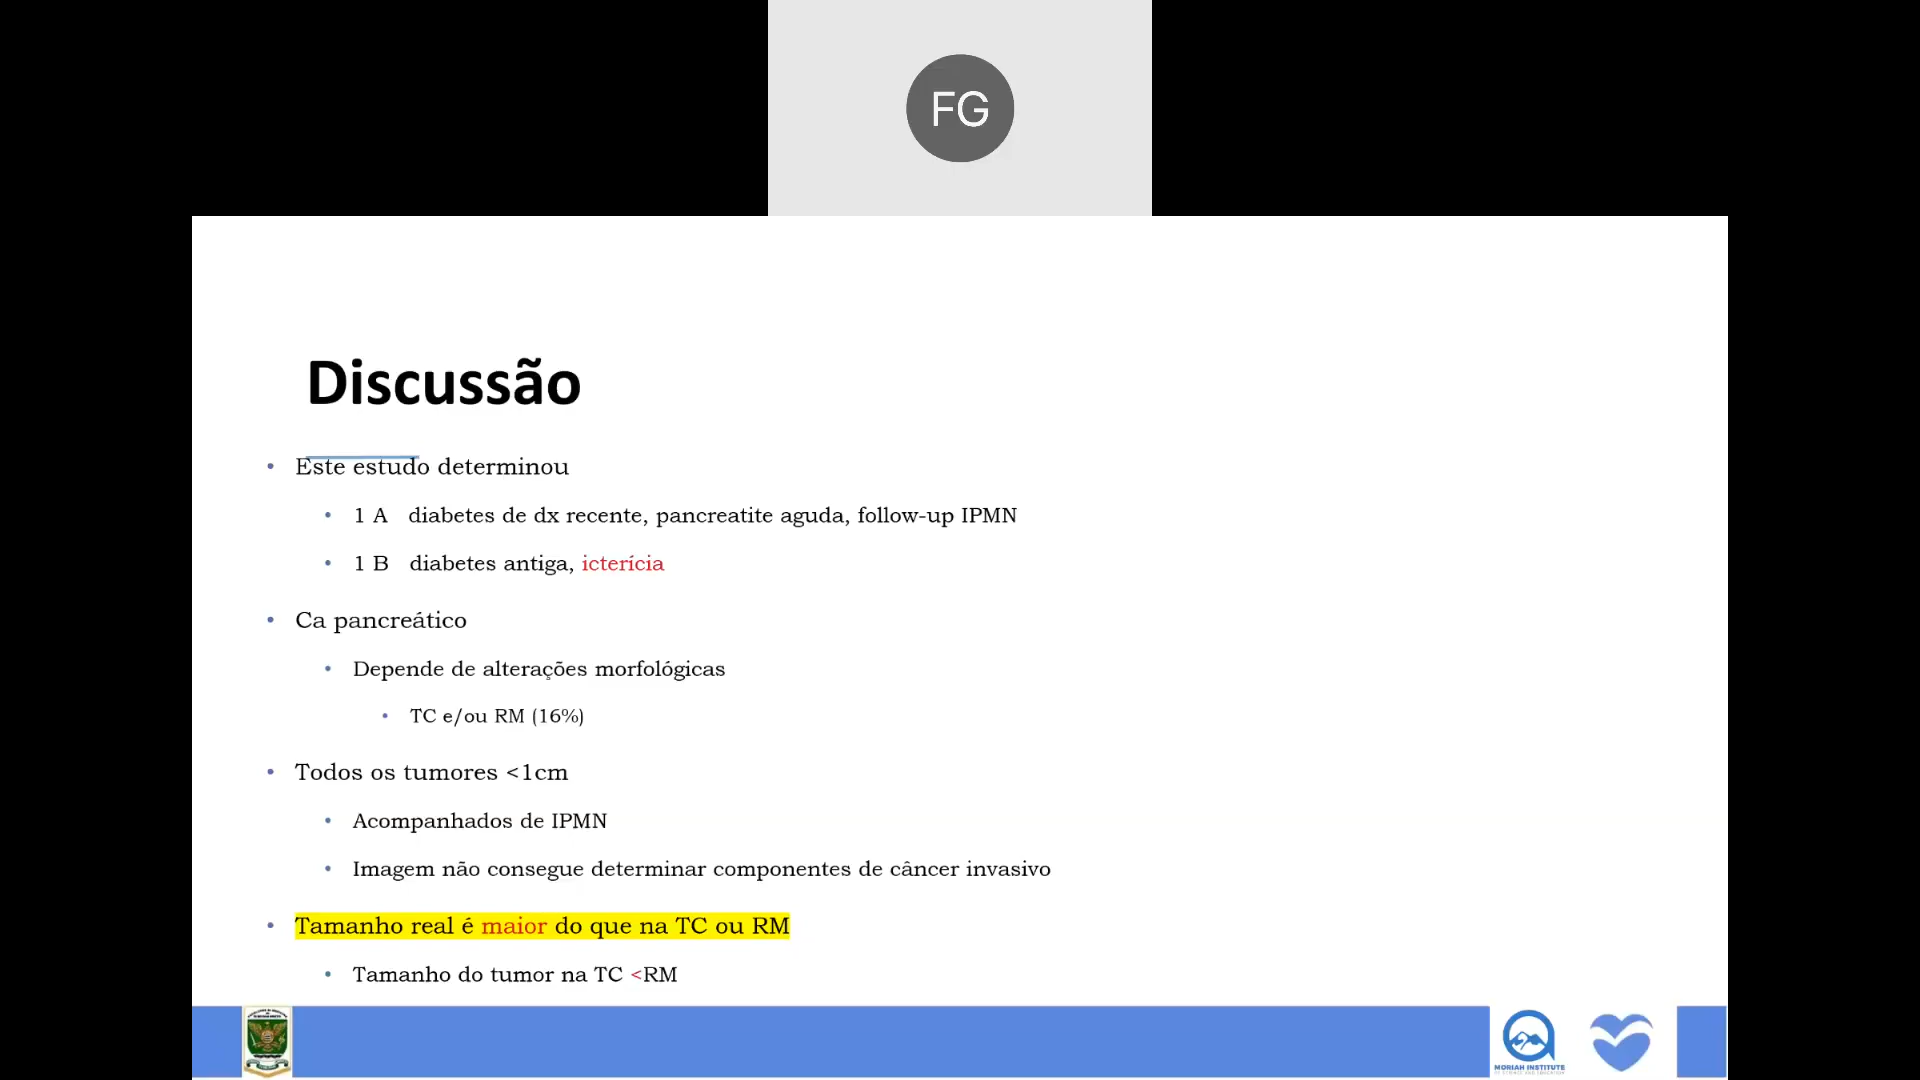 FG
Discussão
Este estudo determinou
1 A diabetes de dx recente, pancreatite aguda, follow-up IPMN
1 B diabetes antiga, icterícia
Ca pancreático
Depende de alterações morfológicas
TC e/ou RM (16%)
Todos os tumores <1cm
Acompanhados de IPMN
Imagem não consegue determinar componentes de câncer invasivo
Tamanho real é maior do que na TC ou RM
Tamanho do tumor na TC <RM
MORIAH INSTITUTE